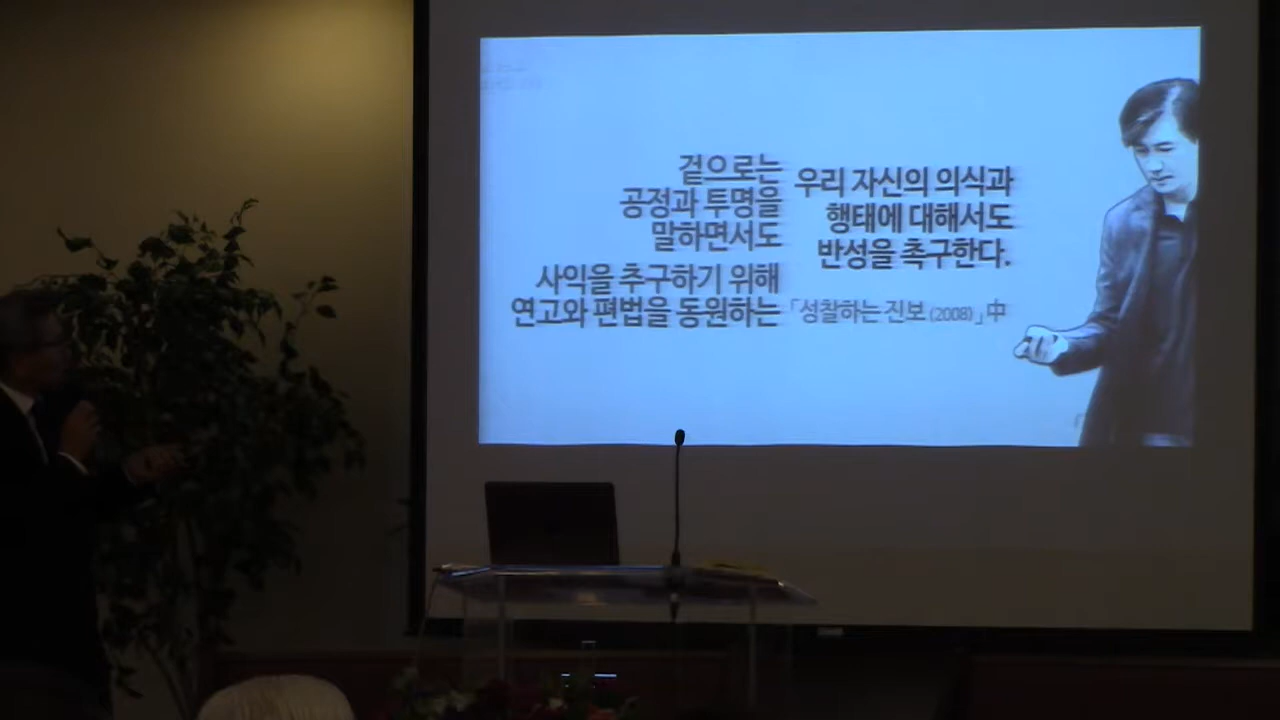 겉으로는
공정과 투명을
말하면서도
사익을 추구하기 위해
연고와 편법을 동원하는
우리 자신의 의식과
행태에 대해서도
반성을 촉구한다.
「성찰하는 진보 (2008)」 中